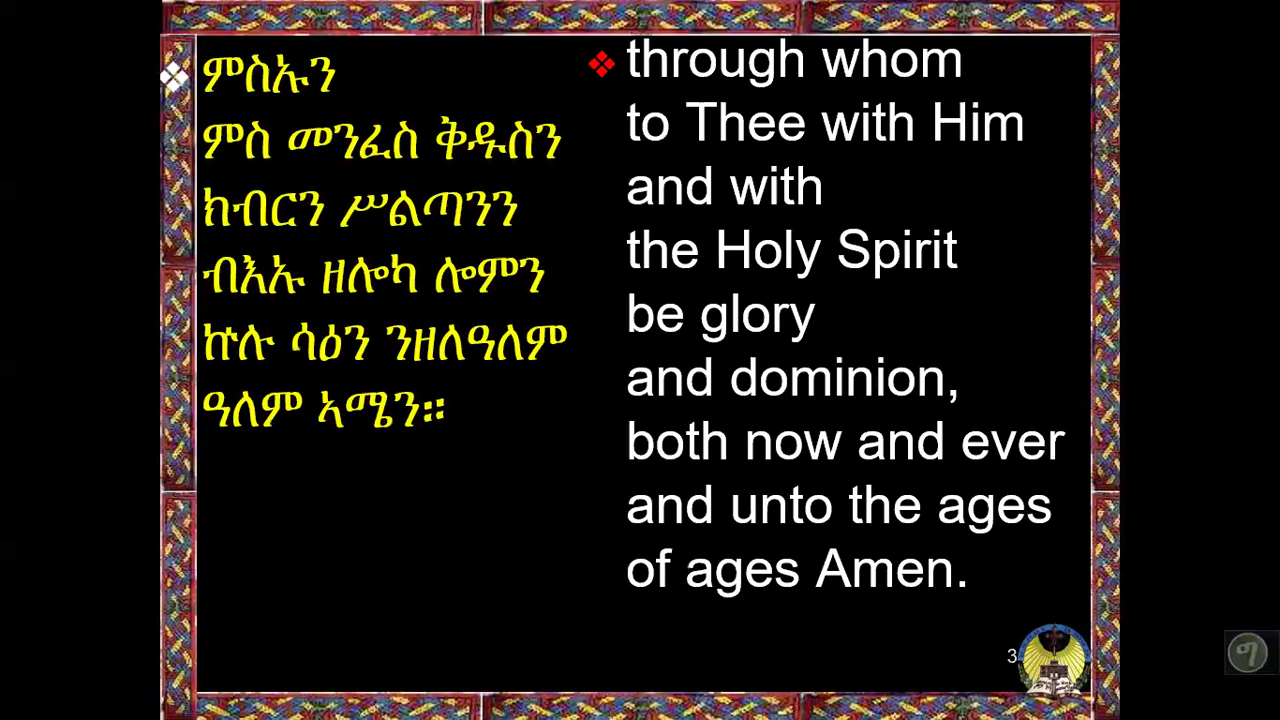 ምስኡን
ምስ መንፈስ ቅዱስን
ክብርን ሥልጣንን
ብእኡ ዘሎካ ሎምን
ኵሉ ሳዕን ንዘለዓለም
ዓለም ኣሜን።
through whom
to Thee with Him
and with
the Holy Spirit
be glory
and dominion,
both now and ever
and unto the ages
of ages Amen.
3
ግ